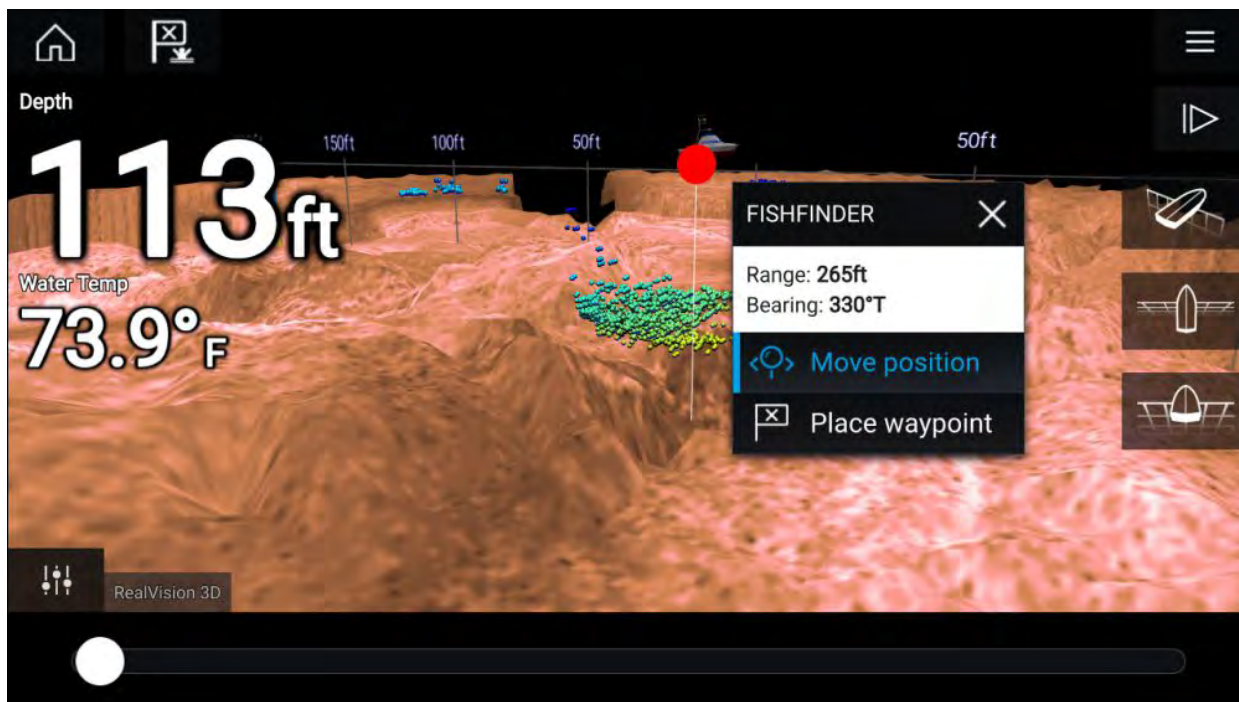 Depth
113ft
Water Temp
73.9°F
150ft
100ft
50ft
50ft
FISHFINDER
Range: 265ft
Bearing: 330°T
Move position
Place waypoint
RealVision 3D